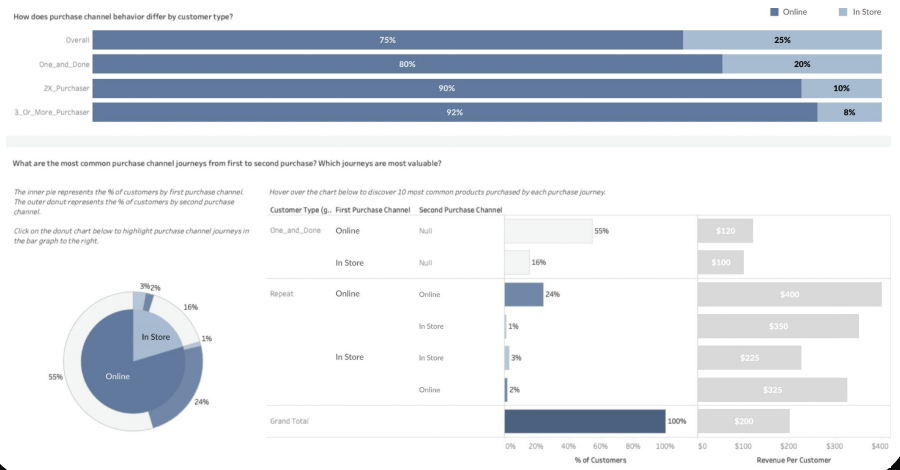 How does purchase channel behavior differ by customer type?
Online
In Store
Overall
75%
25%
One_and_Done
80%
20%
2X_Purchaser
90%
10%
3_Or_More_Purchaser
92%
8%
What are the most common purchase channel journeys from first to second purchase? Which journeys are most valuable?
The inner pie represents the % of customers by first purchase channel.
The outer donut represents the % of customers by second purchase
channel.
Click on the donut chart below to highlight purchase channel journeys in
the bar graph to the right.
3%
2%
16%
In Store
1%
Online
55%
24%
Hover over the chart below to discover 10 most common products purchased by each purchase journey.
Customer Type (g.. First Purchase Channel Second Purchase Channel
One_and_Done Online Null 55% $120
In Store Null 16% $100
Repeat Online Online 24% $400
In Store 1% $350
In Store In Store 3% $225
Online 2% $325
Grand Total 100% $200
0% 20% 40% 60% 80% 100% $0 $100 $200 $300 $400
% of Customers Revenue Per Customer